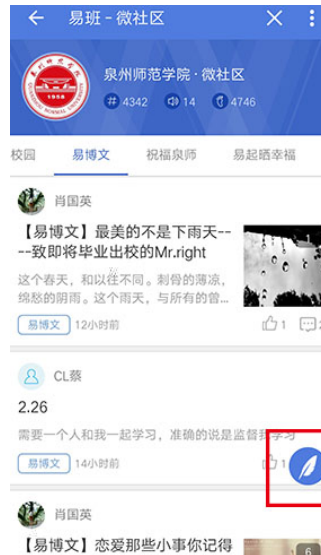 易班 - 微社区
泉州师范学院 · 微社区
# 4342 14 4746
校园 易博文 祝福泉师 易起晒幸福
肖国英
【易博文】最美的不是下雨天--
--致即将毕业出校的Mr.right
这个春天，和以往不同。刺骨的薄凉，
绵愁的阴雨。这个雨天，与所有的曾...
易博文 12小时前 1 2
CL蔡
2.26
需要一个人和我一起学习，准确的说是监督我学习
易博文 14小时前 1
肖国英
【易博文】恋爱那些小事你记得
6